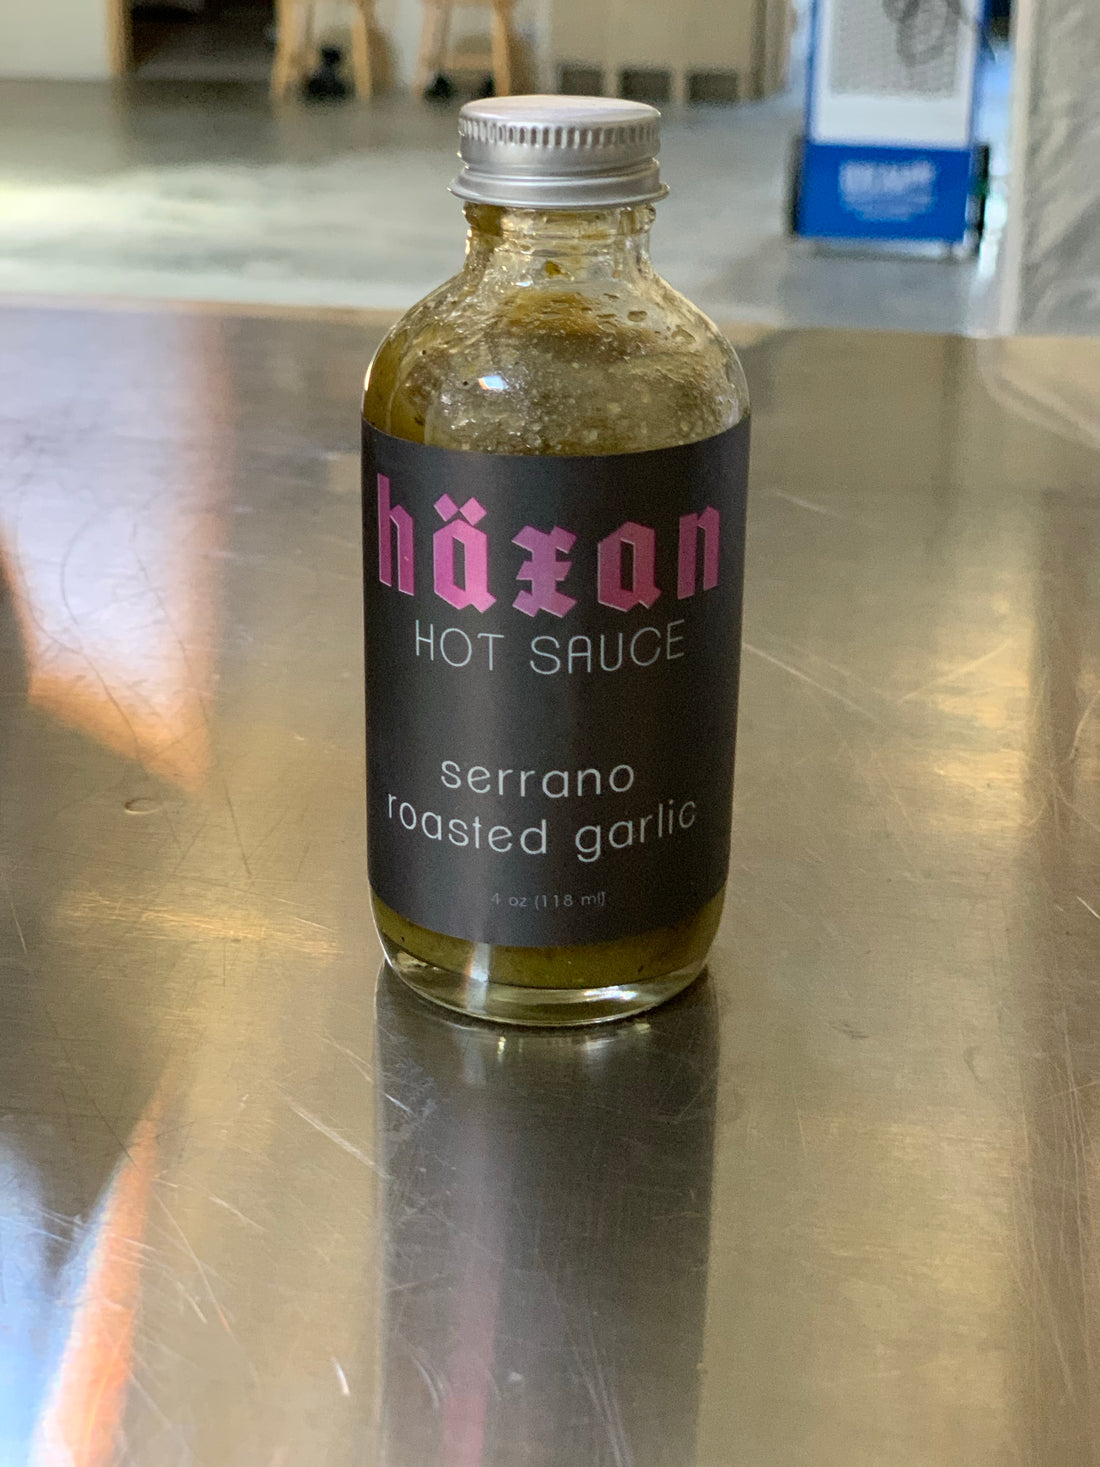 häxan
HOT SAUCE
serrano
roasted garlic
4 oz (118 ml)